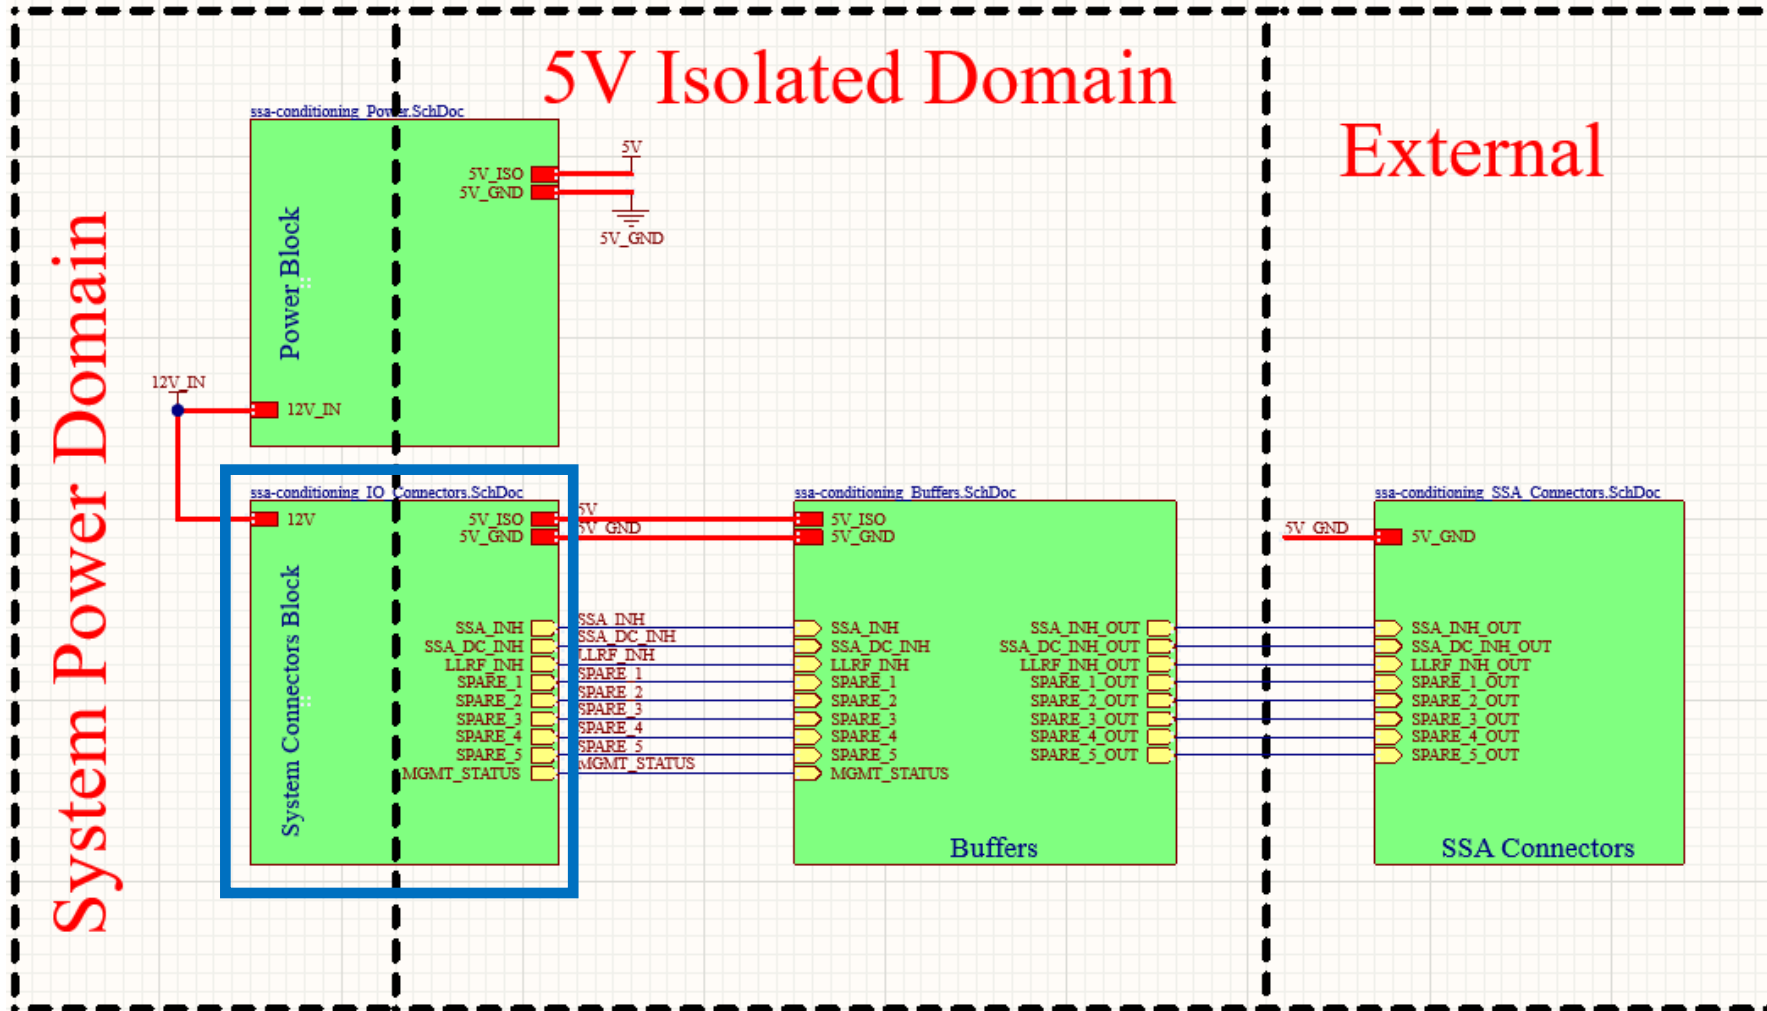 System Power Domain
5V Isolated Domain
External
ssa-conditioning_Power.SchDoc
Power Block
5V_ISO
5V_GND
5V
5V_GND
12V_IN
12V_IN
ssa-conditioning_IO_Connectors.SchDoc
12V
5V_ISO
5V_GND
System Connectors Block
SSA_INH
SSA_DC_INH
LLRF_INH
SPARE_1
SPARE_2
SPARE_3
SPARE_4
SPARE_5
MGMT_STATUS
5V
5V_GND
SSA_INH
SSA_DC_INH
LLRF_INH
SPARE_1
SPARE_2
SPARE_3
SPARE_4
SPARE_5
MGMT_STATUS
ssa-conditioning_Buffers.SchDoc
5V_ISO
5V_GND
SSA_INH
SSA_DC_INH
LLRF_INH
SPARE_1
SPARE_2
SPARE_3
SPARE_4
SPARE_5
MGMT_STATUS
SSA_INH_OUT
SSA_DC_INH_OUT
LLRF_INH_OUT
SPARE_1_OUT
SPARE_2_OUT
SPARE_3_OUT
SPARE_4_OUT
SPARE_5_OUT
Buffers
ssa-conditioning_SSA_Connectors.SchDoc
5V_GND
5V_GND
SSA_INH_OUT
SSA_DC_INH_OUT
LLRF_INH_OUT
SPARE_1_OUT
SPARE_2_OUT
SPARE_3_OUT
SPARE_4_OUT
SPARE_5_OUT
SSA Connectors